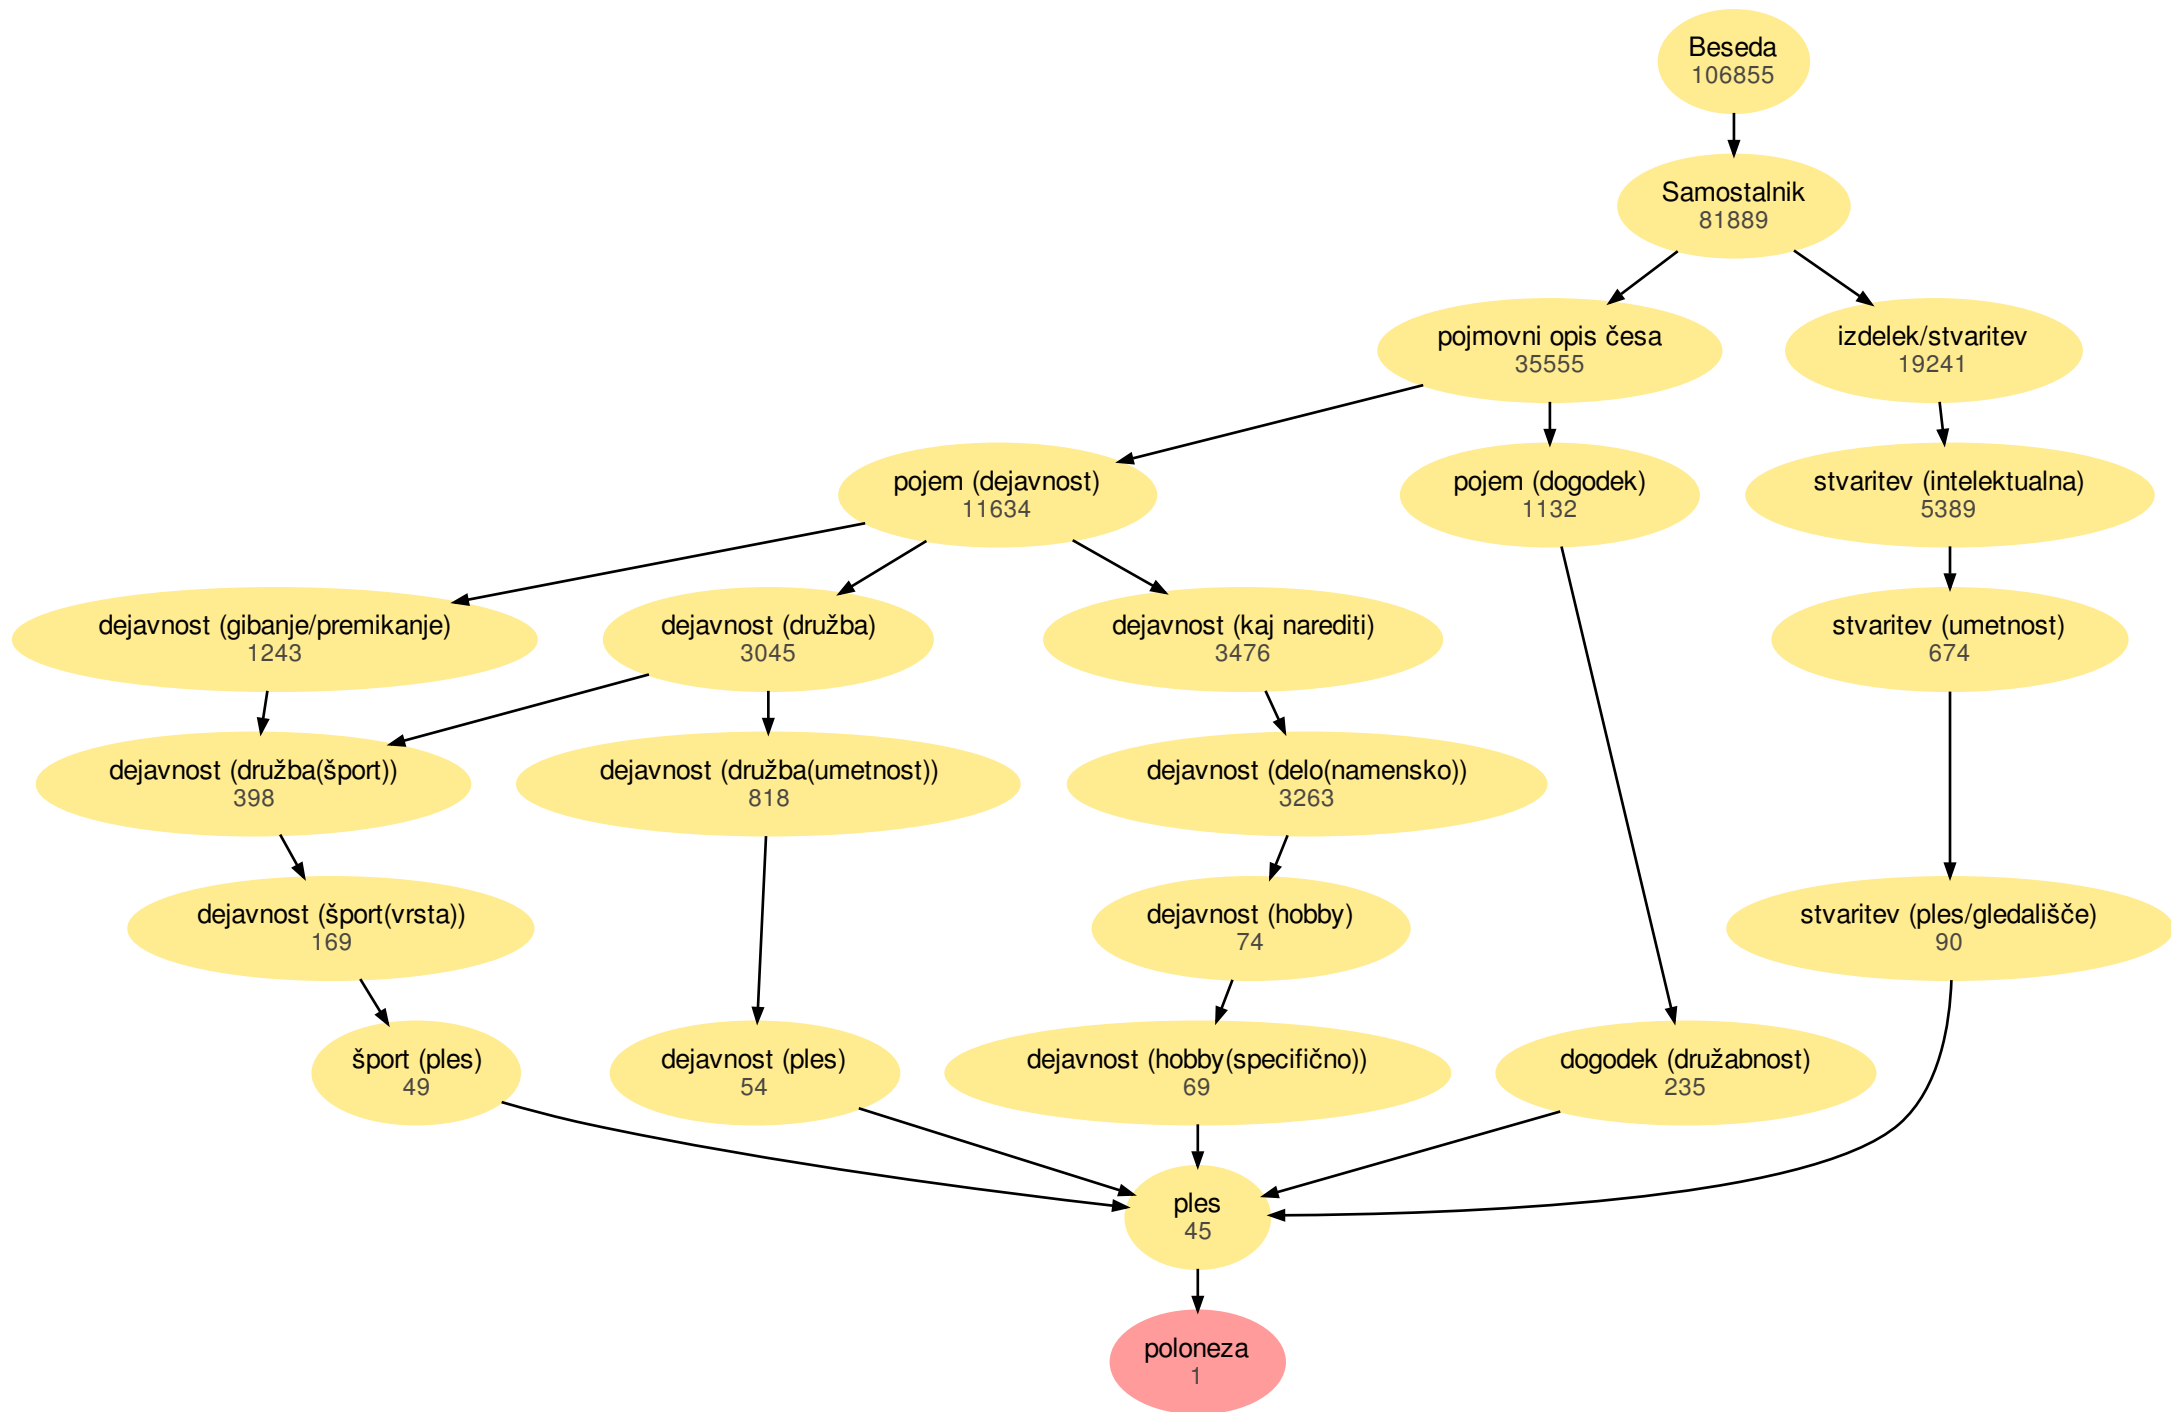 Beseda
106855
Samostalnik
81889
pojmovni opis česa
35555
izdelek/stvaritev
19241
pojem (dejavnost)
11634
pojem (dogodek)
1132
stvaritev (intelektualna)
5389
dejavnost (gibanje/premikanje)
1243
dejavnost (družba)
3045
dejavnost (kaj narediti)
3476
stvaritev (umetnost)
674
dejavnost (družba(šport))
398
dejavnost (družba(umetnost))
818
dejavnost (delo(namensko))
3263
dejavnost (šport(vrsta))
169
dejavnost (hobby)
74
stvaritev (ples/gledališče)
90
šport (ples)
49
dejavnost (ples)
54
dejavnost (hobby(specifično))
69
dogodek (družabnost)
235
ples
45
poloneza
1